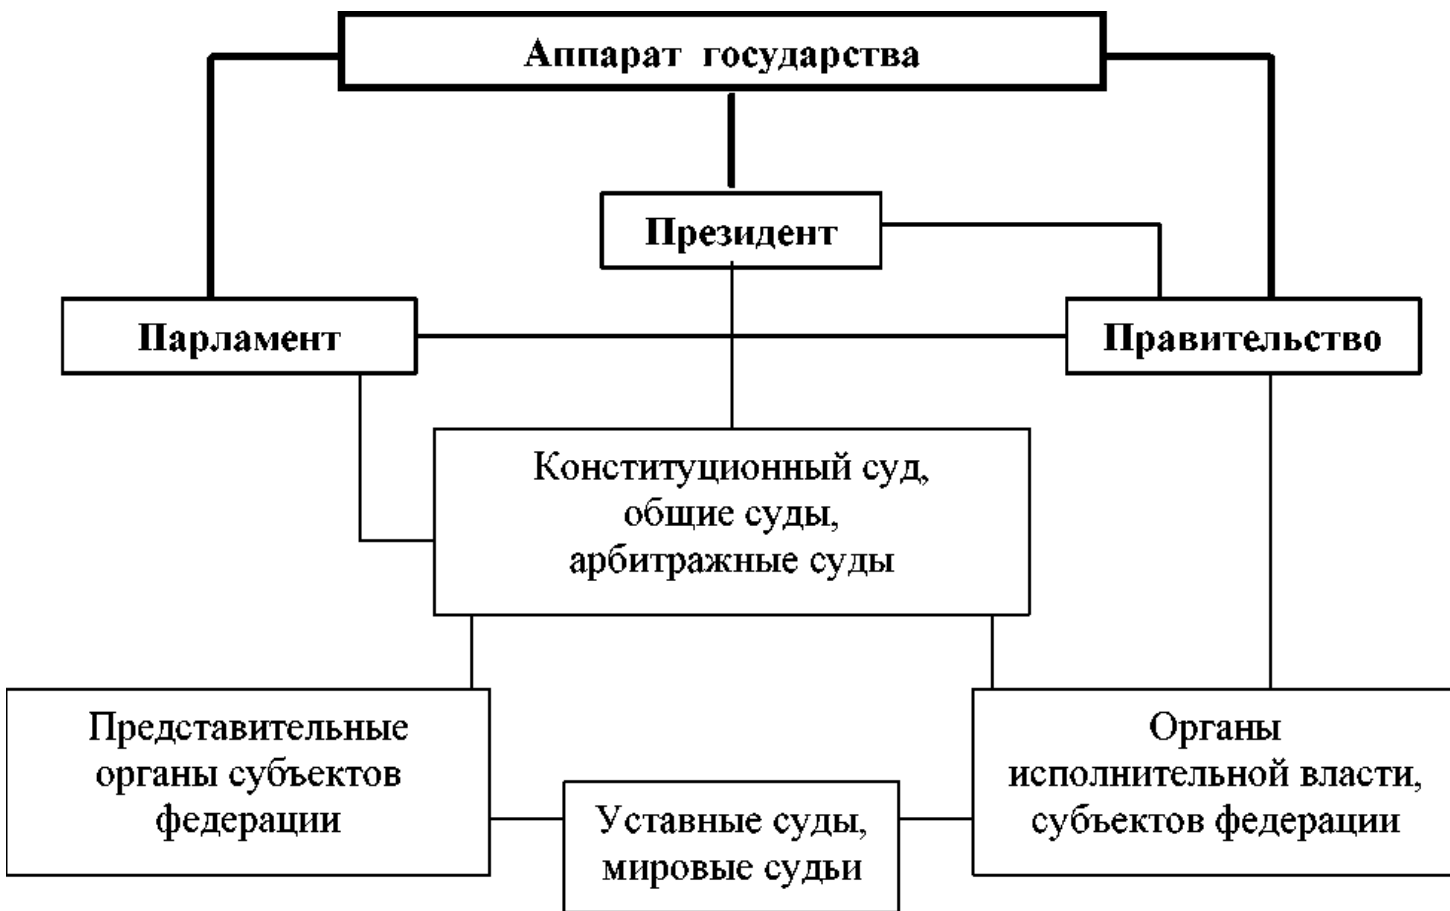 Аппарат государства
Президент
Парламент
Правительство
Конституционный суд,
общие суды,
арбитражные суды
Представительные
органы субъектов
федерации
Уставные суды,
мировые судьи
Органы
исполнительной власти,
субъектов федерации